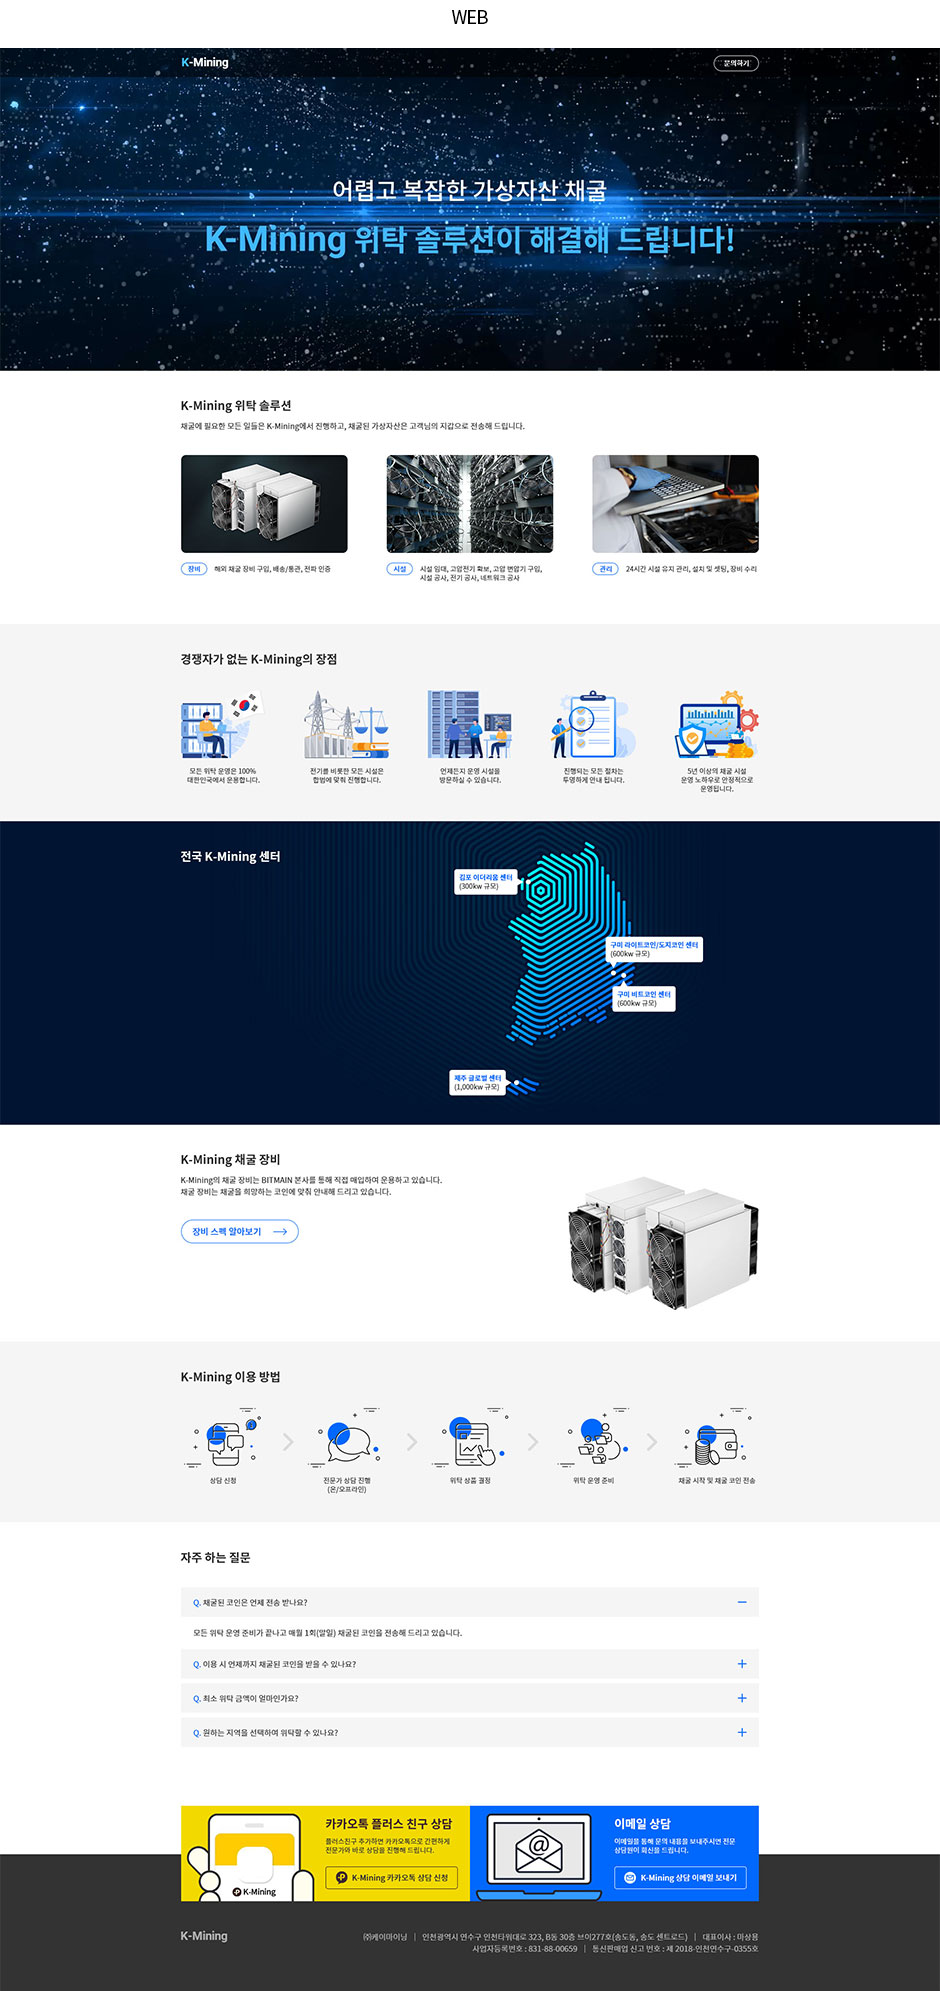 WEB
K-Mining
문의하기
어렵고 복잡한 가상자산 채굴
K-Mining 위탁 솔루션이 해결해 드립니다!
K-Mining 위탁 솔루션
채굴에 필요한 모든 일들은 K-Mining에서 진행하고, 채굴된 가상자산은 고객님의 지갑으로 전송해 드립니다.
장비 해외 채굴 장비 구입, 배송/통관, 전파 인증
시설 시설 임대, 고압전기 확보, 고압 변압기 구입,
시설 공사, 전기 공사, 네트워크 공사
관리 24시간 시설 유지 관리, 설치 및 셋팅, 장비 수리
경쟁자가 없는 K-Mining의 장점
모든 위탁 운영은 100%
대한민국에서 운용합니다.
전기를 비롯한 모든 시설은
합법에 맞춰 진행합니다.
언제든지 운영 시설을
방문하실 수 있습니다.
진행되는 모든 절차는
투명하게 안내 됩니다.
5년 이상의 채굴 시설
운영 노하우로 안정적으로
운영됩니다.
전국 K-Mining 센터
김포 이더리움 센터
(300kw 규모)
구미 라이트코인/도지코인 센터
(600kw 규모)
구미 비트코인 센터
(600kw 규모)
제주 글로벌 센터
(1,000kw 규모)
K-Mining 채굴 장비
K-Mining의 채굴 장비는 BITMAIN 본사를 통해 직접 매입하여 운용하고 있습니다.
채굴 장비는 채굴을 희망하는 코인에 맞춰 안내해 드리고 있습니다.
장비 스펙 알아보기
K-Mining 이용 방법
상담 신청
전문가 상담 진행
(온/오프라인)
위탁 상품 결정
위탁 운영 준비
채굴 시작 및 채굴 코인 전송
자주 하는 질문
Q. 채굴된 코인은 언제 전송 받나요?
모든 위탁 운영 준비가 끝나고 매월 1회(말일) 채굴된 코인을 전송해 드리고 있습니다.
Q. 이용 시 언제까지 채굴된 코인을 받을 수 있나요?
Q. 최소 위탁 금액이 얼마인가요?
Q. 원하는 지역을 선택하여 위탁할 수 있나요?
카카오톡 플러스 친구 상담
플러스친구 추가하면 카카오톡으로 간편하게
전문가와 바로 상담을 진행해 드립니다.
K-Mining 카카오톡 상담 신청
K-Mining
이메일 상담
이메일을 통해 문의 내용을 보내주시면 전문
상담원이 회신을 드립니다.
K-Mining 상담 이메일 보내기
K-Mining
㈜케이마이닝 | 인천광역시 연수구 인천타워대로 323, B동 30층 브이277호(송도동, 송도 센트로드) | 대표이사 : 마상용
사업자등록번호 : 831-88-00659 | 통신판매업 신고 번호 : 제 2018-인천연수구-0355호